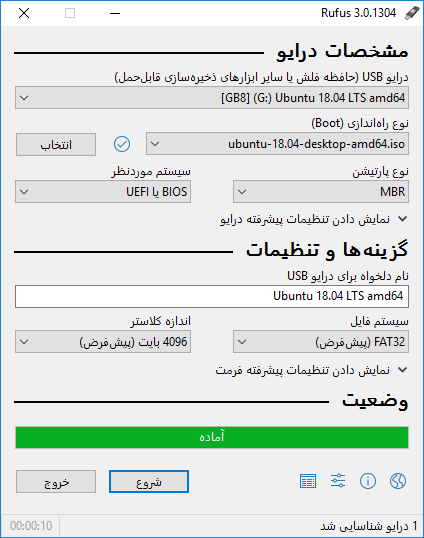 Rufus 3.0.1304
مشخصات درایو
درایو USB (حافظه فلش یا سایر ابزارهای ذخیره‌سازی قابل‌حمل)
[GB8] (G:) Ubuntu 18.04 LTS amd64
نوع راه‌اندازی (Boot)
ubuntu-18.04-desktop-amd64.iso
انتخاب
نوع پارتیشن
سیستم موردنظر
MBR
BIOS یا UEFI
نمایش دادن تنظیمات پیشرفته درایو
گزینه‌ها و تنظیمات
نام دلخواه برای درایو USB
Ubuntu 18.04 LTS amd64
سیستم فایل
اندازه کلاستر
FAT32 (پیش‌فرض)
4096 بایت (پیش‌فرض)
نمایش دادن تنظیمات پیشرفته فرمت
وضعیت
آماده
شروع
خروج
1 درایو شناسایی شد
00:00:10